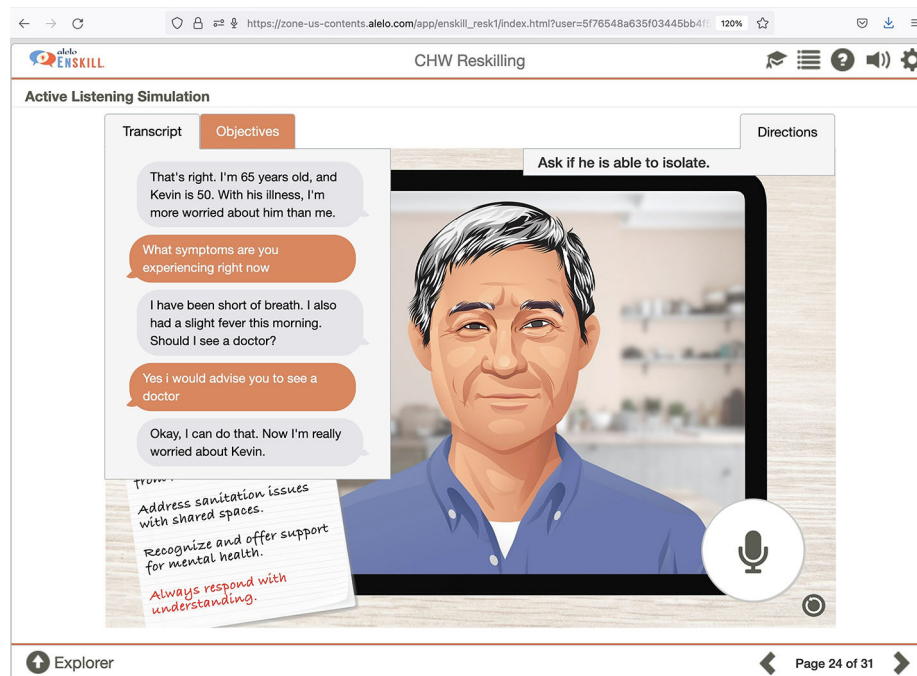 https://zone-us-contents.alelo.com/app/enskill_resk1/index.html?user=5f76548a635f03445bb4f5
120%
alelo
ENSKILL
CHW Reskilling
Active Listening Simulation
Transcript
Objectives
Directions
Ask if he is able to isolate.
That's right. I'm 65 years old, and
Kevin is 50. With his illness, I'm
more worried about him than me.
What symptoms are you
experiencing right now
I have been short of breath. I also
had a slight fever this morning.
Should I see a doctor?
Yes i would advise you to see a
doctor
Okay, I can do that. Now I'm really
worried about Kevin.
Address sanitation issues
with shared spaces.
Recognize and offer support
for mental health.
Always respond with
understanding.
Explorer
Page 24 of 31